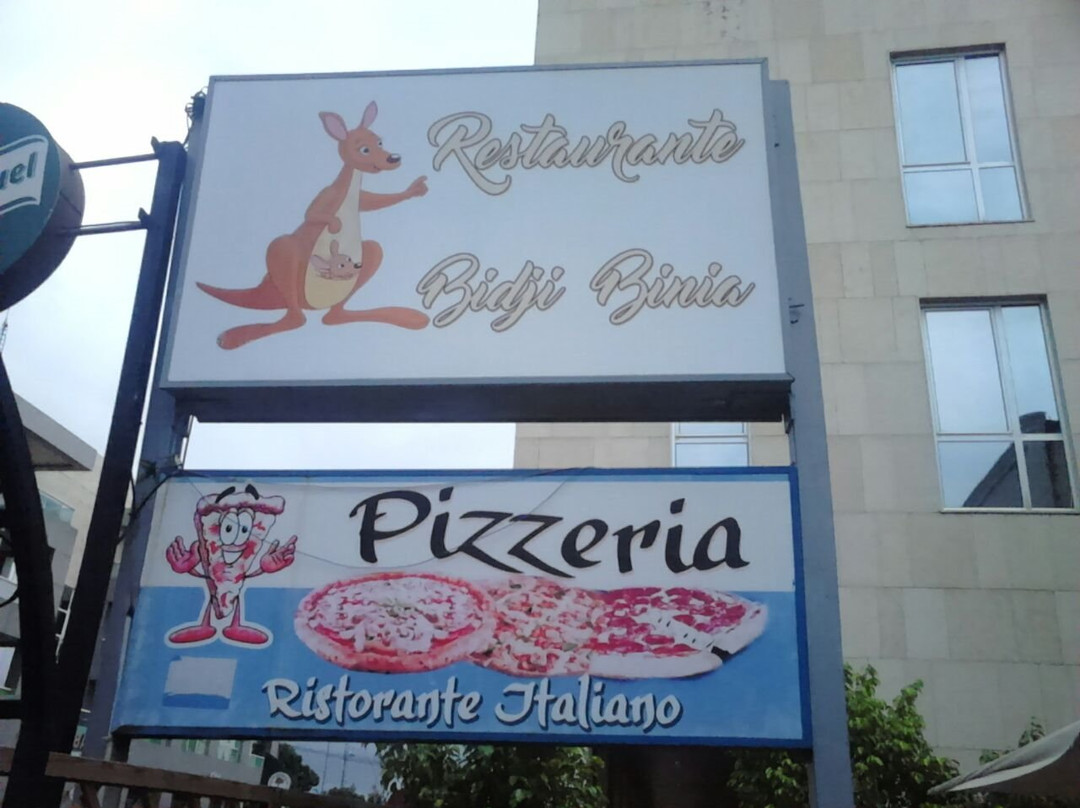 Restaurante
Bidji Binia
Pizzeria
Ristorante Italiano